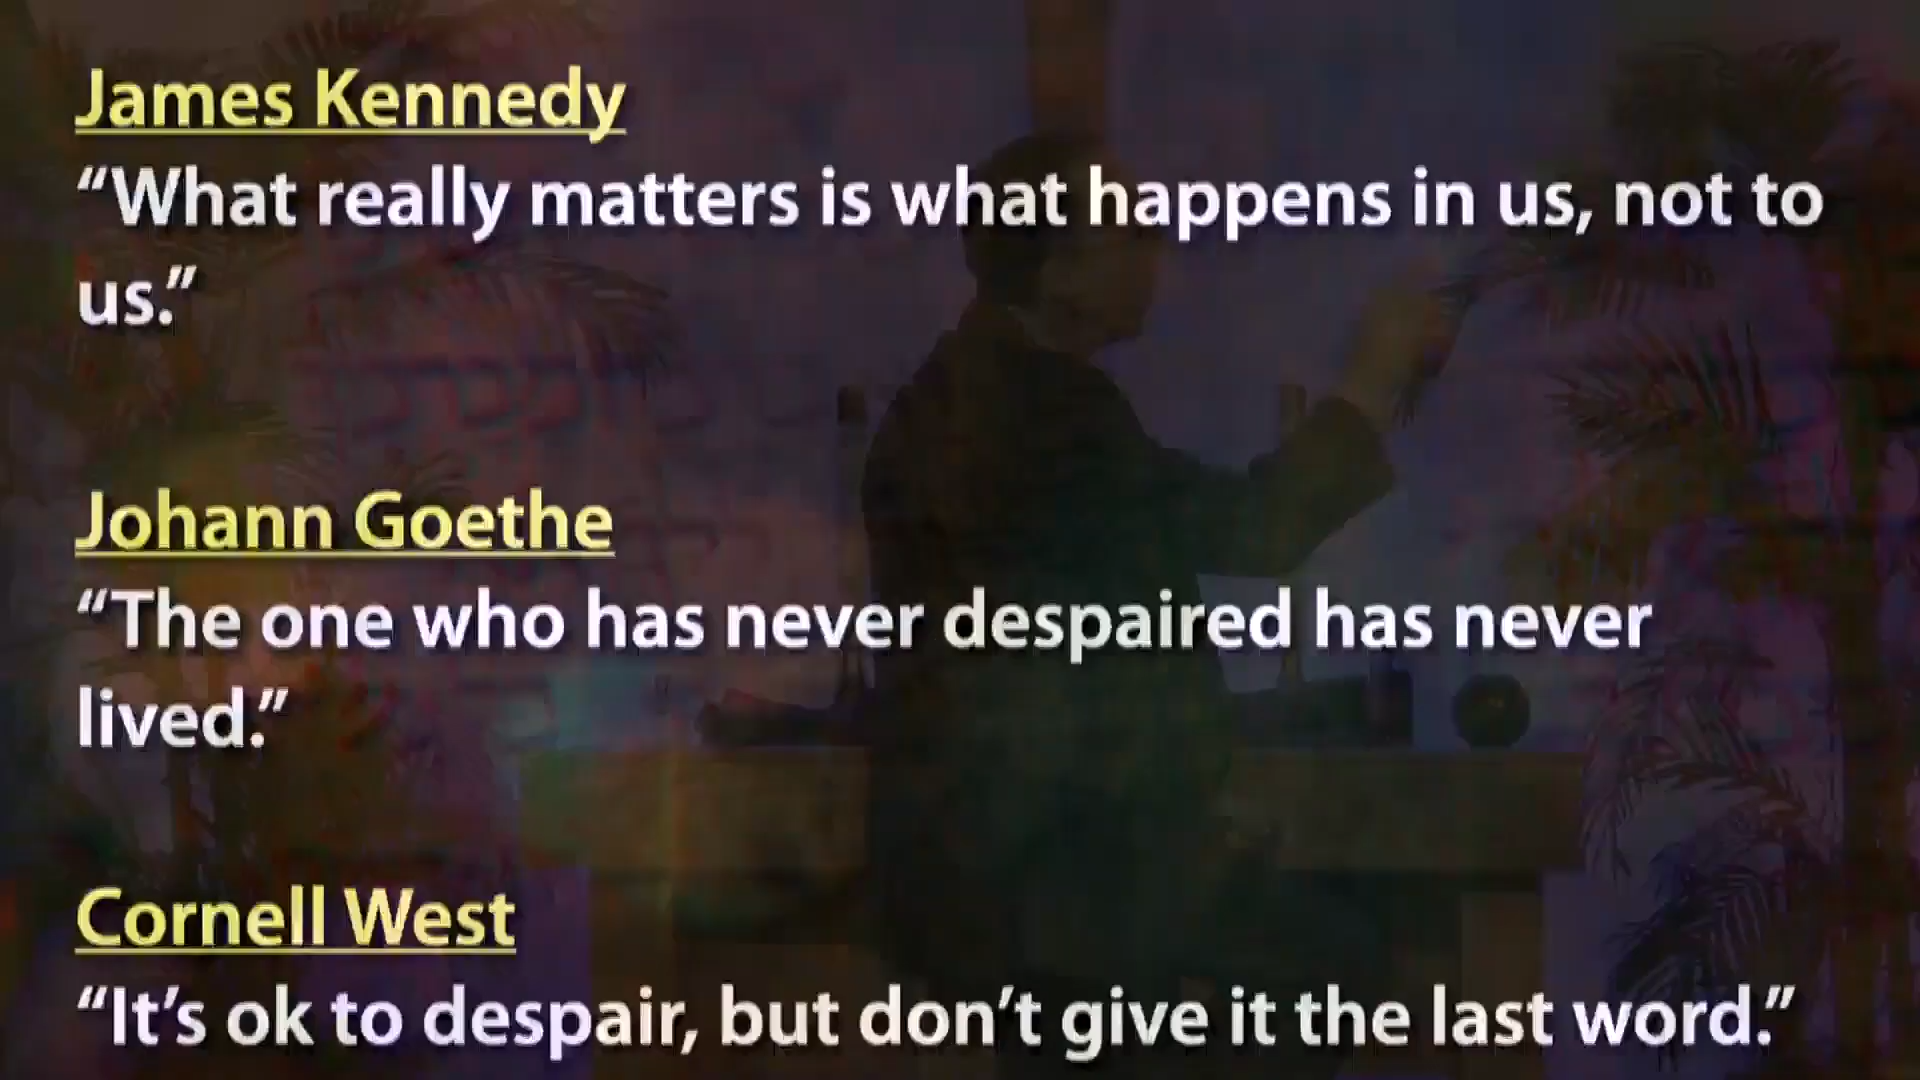 James Kennedy
“What really matters is what happens in us, not to
us.”
Johann Goethe
“The one who has never despaired has never
lived.”
Cornell West
“It’s ok to despair, but don’t give it the last word.”